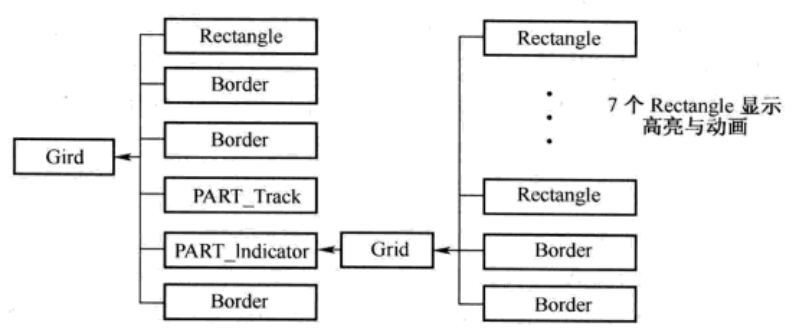 Rectangle
Border
Border
Gird
PART_Track
PART_Indicator
Border
Grid
Rectangle
7 个 Rectangle 显示
高亮与动画
Rectangle
Border
Border